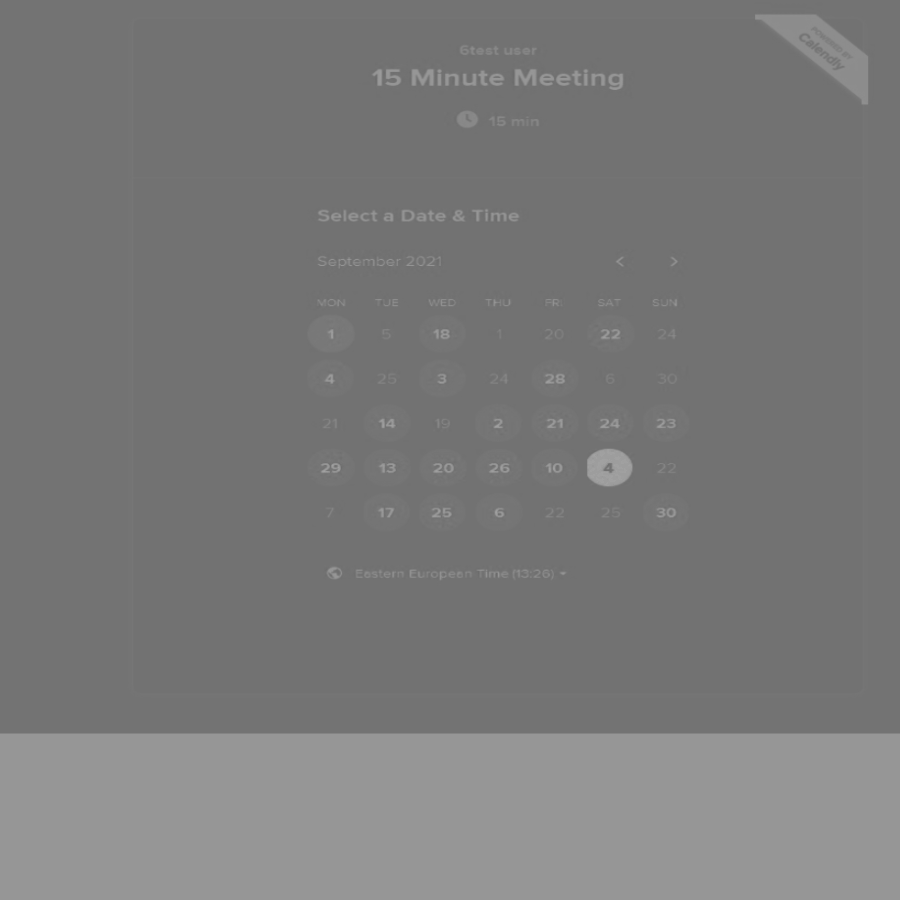 6test user
POWERED BY
Calendly
15 Minute Meeting
15 min
Select a Date & Time
September 2021
< >
MON TUE WED THU FRI SAT SUN
1 5 18 1 20 22 24
4 25 3 24 28 6 30
21 14 19 2 21 24 23
29 13 20 26 10 4 22
7 17 25 6 22 25 30
Eestern Europeen Time (13:26)